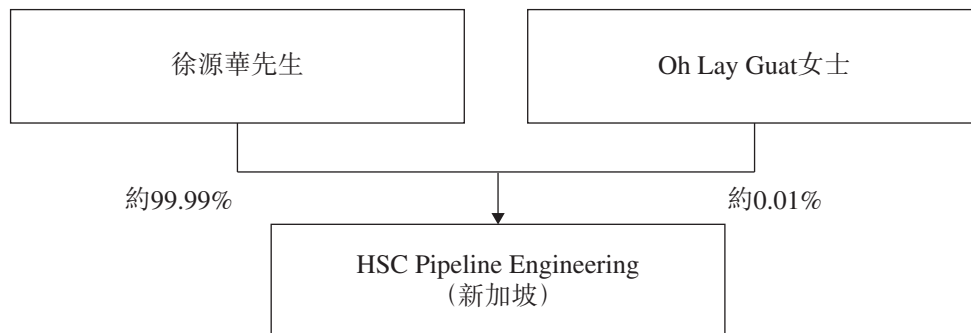 徐源華先生
Oh Lay Guat女士
約99.99%
約0.01%
HSC Pipeline Engineering
（新加坡）